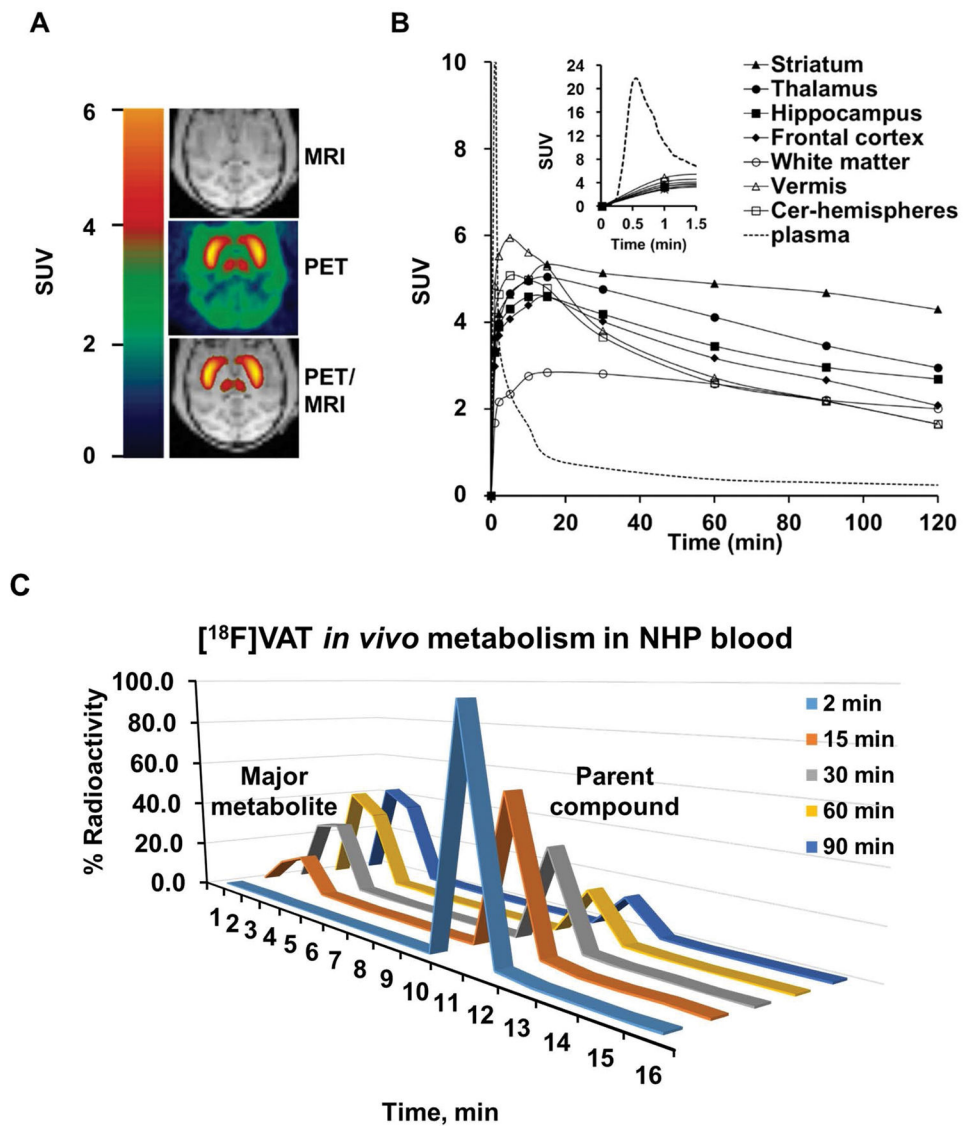 A
6
4
2
0
SUV
MRI
PET
PET/
MRI
B
10
8
6
4
2
0
SUV
0
20
40
60
80
100
120
Time (min)
24
20
16
12
8
4
0
SUV
0
0.5
1
1.5
Time (min)
Striatum
Thalamus
Hippocampus
Frontal cortex
White matter
Vermis
Cer-hemispheres
plasma
C
[¹⁸F]VAT in vivo metabolism in NHP blood
100.0
80.0
60.0
40.0
20.0
0.0
% Radioactivity
Major
metabolite
Parent
compound
2 min
15 min
30 min
60 min
90 min
1 2 3 4 5 6 7 8 9 10 11 12 13 14 15 16
Time, min